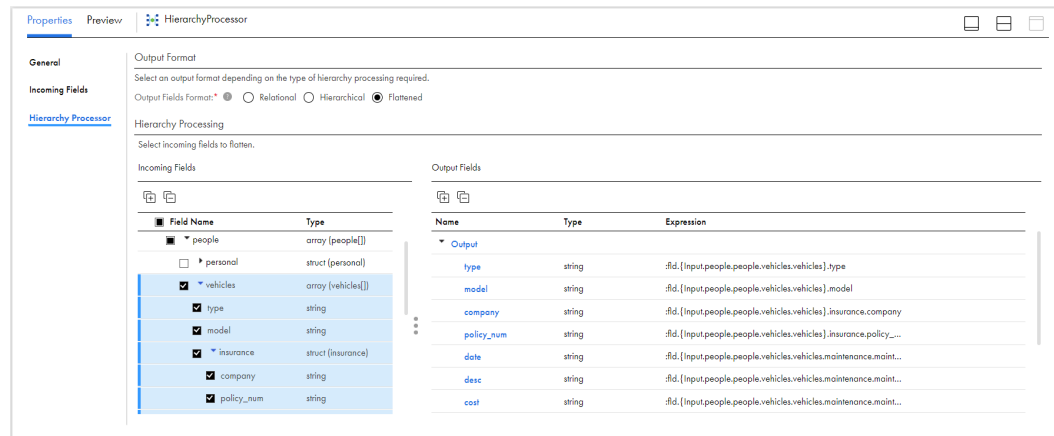 Properties Preview HierarchyProcessor
General
Incoming Fields
Hierarchy Processor
Output Format
Select an output format depending on the type of hierarchy processing required.
Output Fields Format:* Relational Hierarchical Flattened
Hierarchy Processing
Select incoming fields to flatten.
Incoming Fields
Field Name Type
people array (people[])
personal struct (personal)
vehicles array (vehicles[])
type string
model string
insurance struct (insurance)
company string
policy_num string
Output Fields
Name Type Expression
Output
type string :fld.{Input.people.people.vehicles.vehicles}.type
model string :fld.{Input.people.people.vehicles.vehicles}.model
company string :fld.{Input.people.people.vehicles.vehicles}.insurance.company
policy_num string :fld.{Input.people.people.vehicles.vehicles}.insurance.policy_...
date string :fld.{Input.people.people.vehicles.vehicles.maintenance.maint...
desc string :fld.{Input.people.people.vehicles.vehicles.maintenance.maint...
cost string :fld.{Input.people.people.vehicles.vehicles.maintenance.maint...